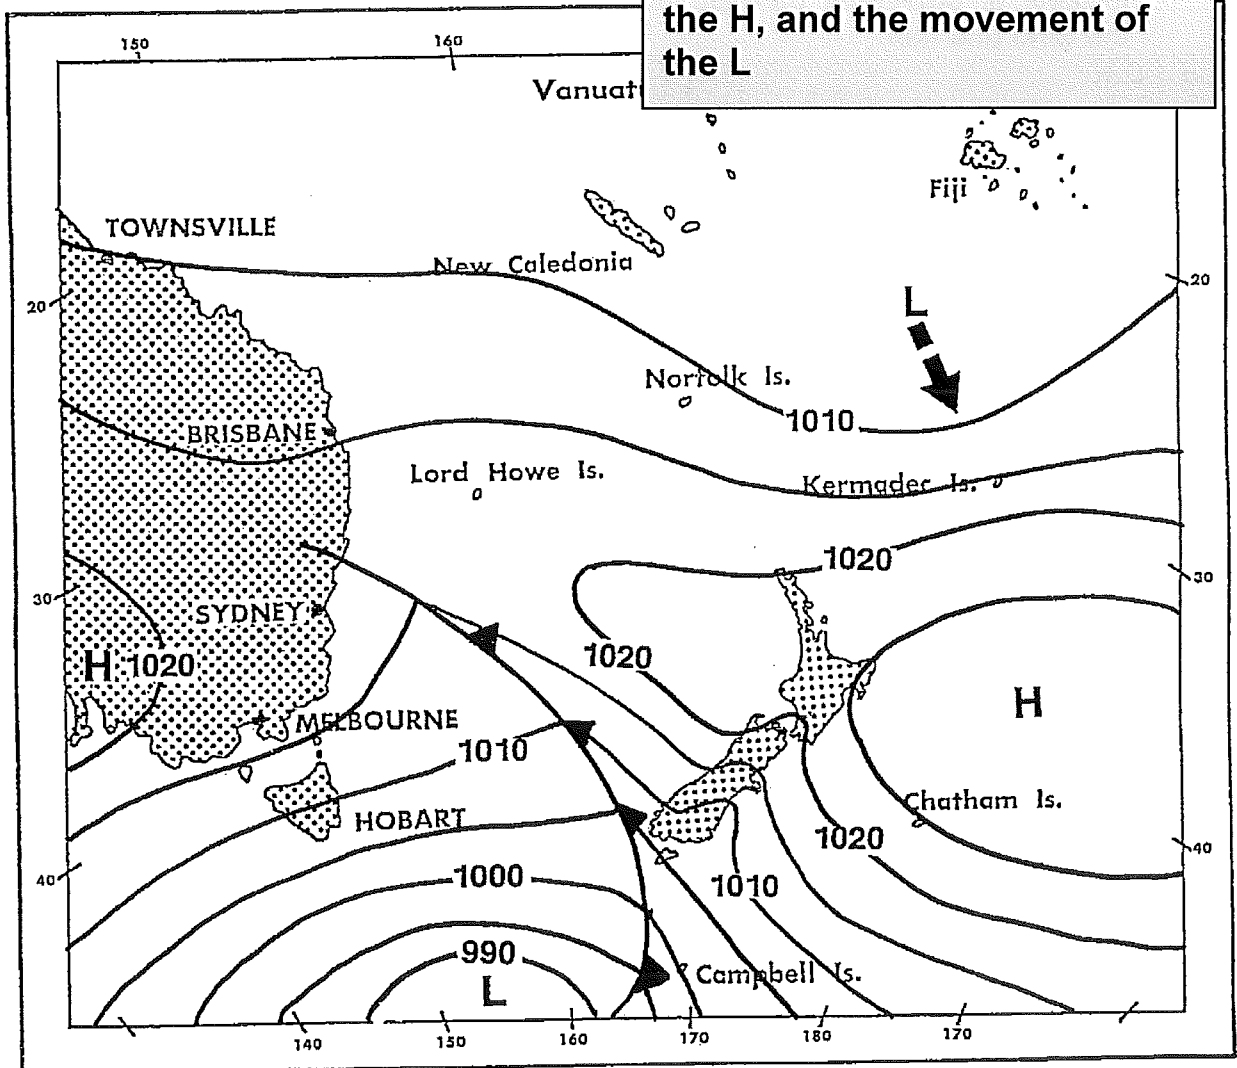 the H, and the movement of
the L
150
160
Vanuat
Fiji
TOWNSVILLE
New Caledonia
20
20
L
Norfolk Is.
1010
BRISBANE
Lord Howe Is.
Kermadec Is.
1020
30
30
SYDNEY
H 1020
1020
H
MELBOURNE
1010
Chatham Is.
HOBART
1020
40
40
1000
1010
990
L
Campbell Is.
140
150
160
170
180
170